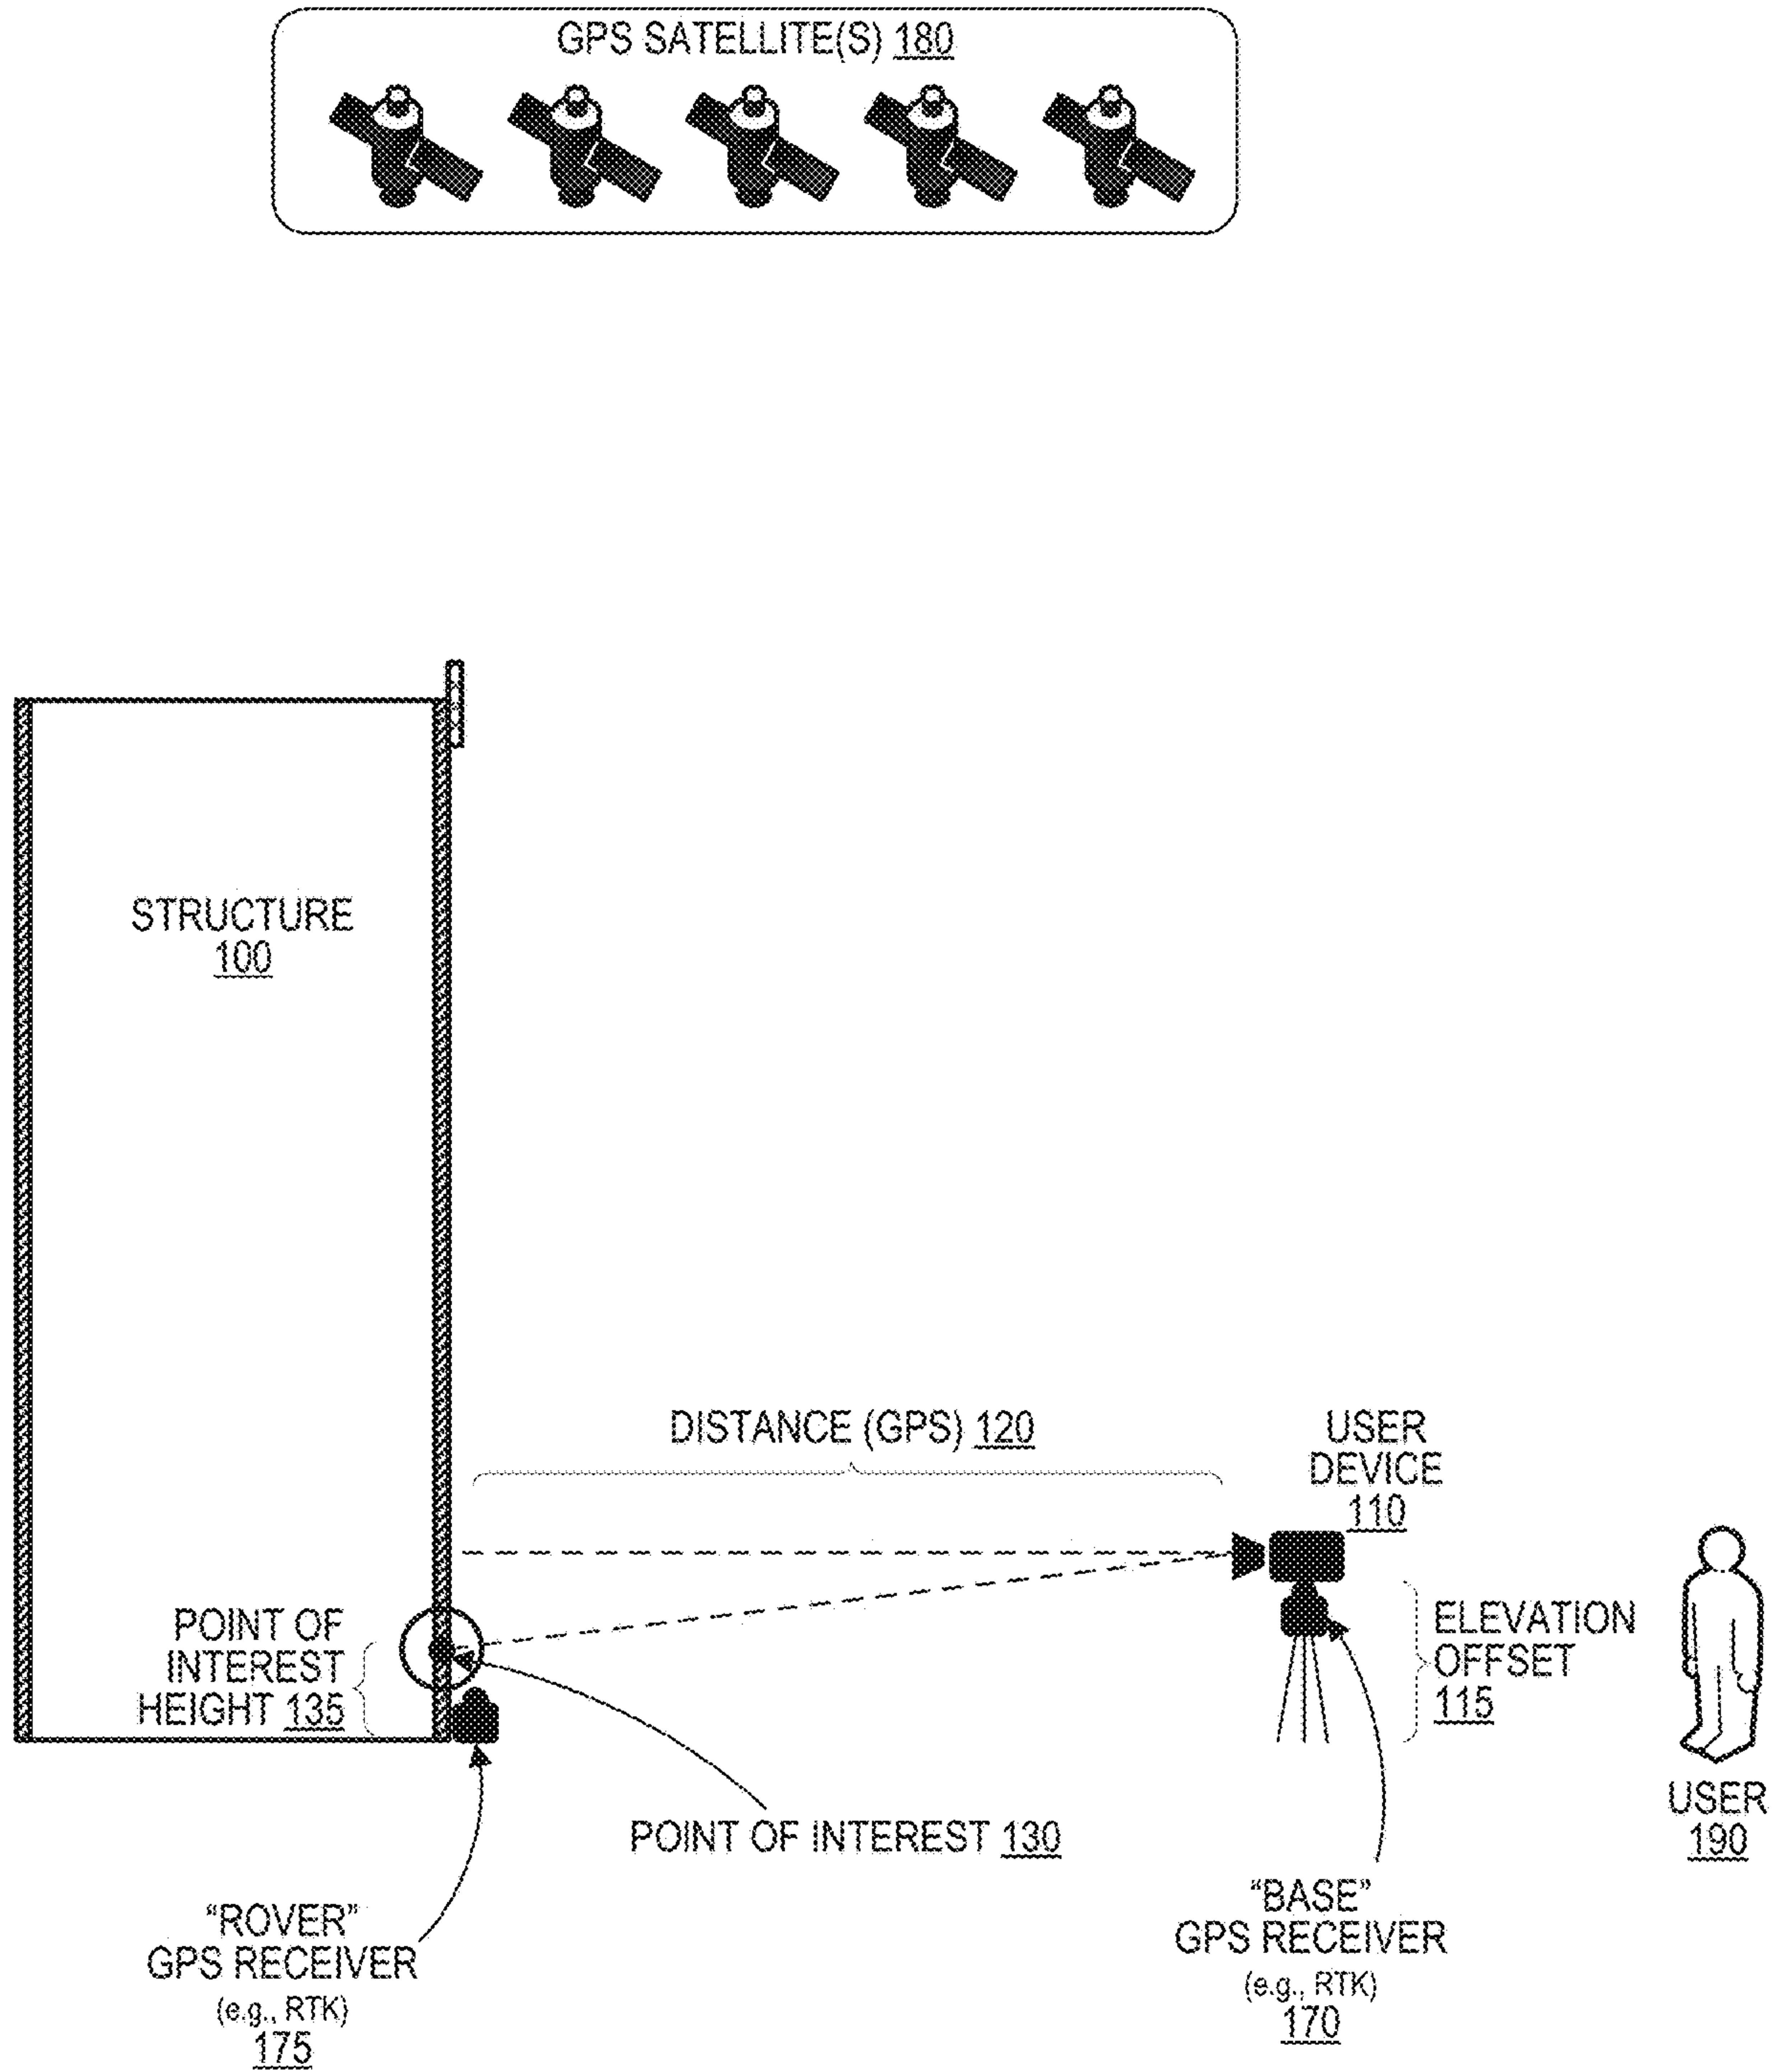 GPS SATELLITE(S) 180
STRUCTURE
100
DISTANCE (GPS) 120
USER
DEVICE
110
POINT OF
INTEREST
HEIGHT 135
ELEVATION
OFFSET
115
USER
190
POINT OF INTEREST 130
"ROVER"
GPS RECEIVER
(e.g., RTK)
175
"BASE"
GPS RECEIVER
(e.g., RTK)
170